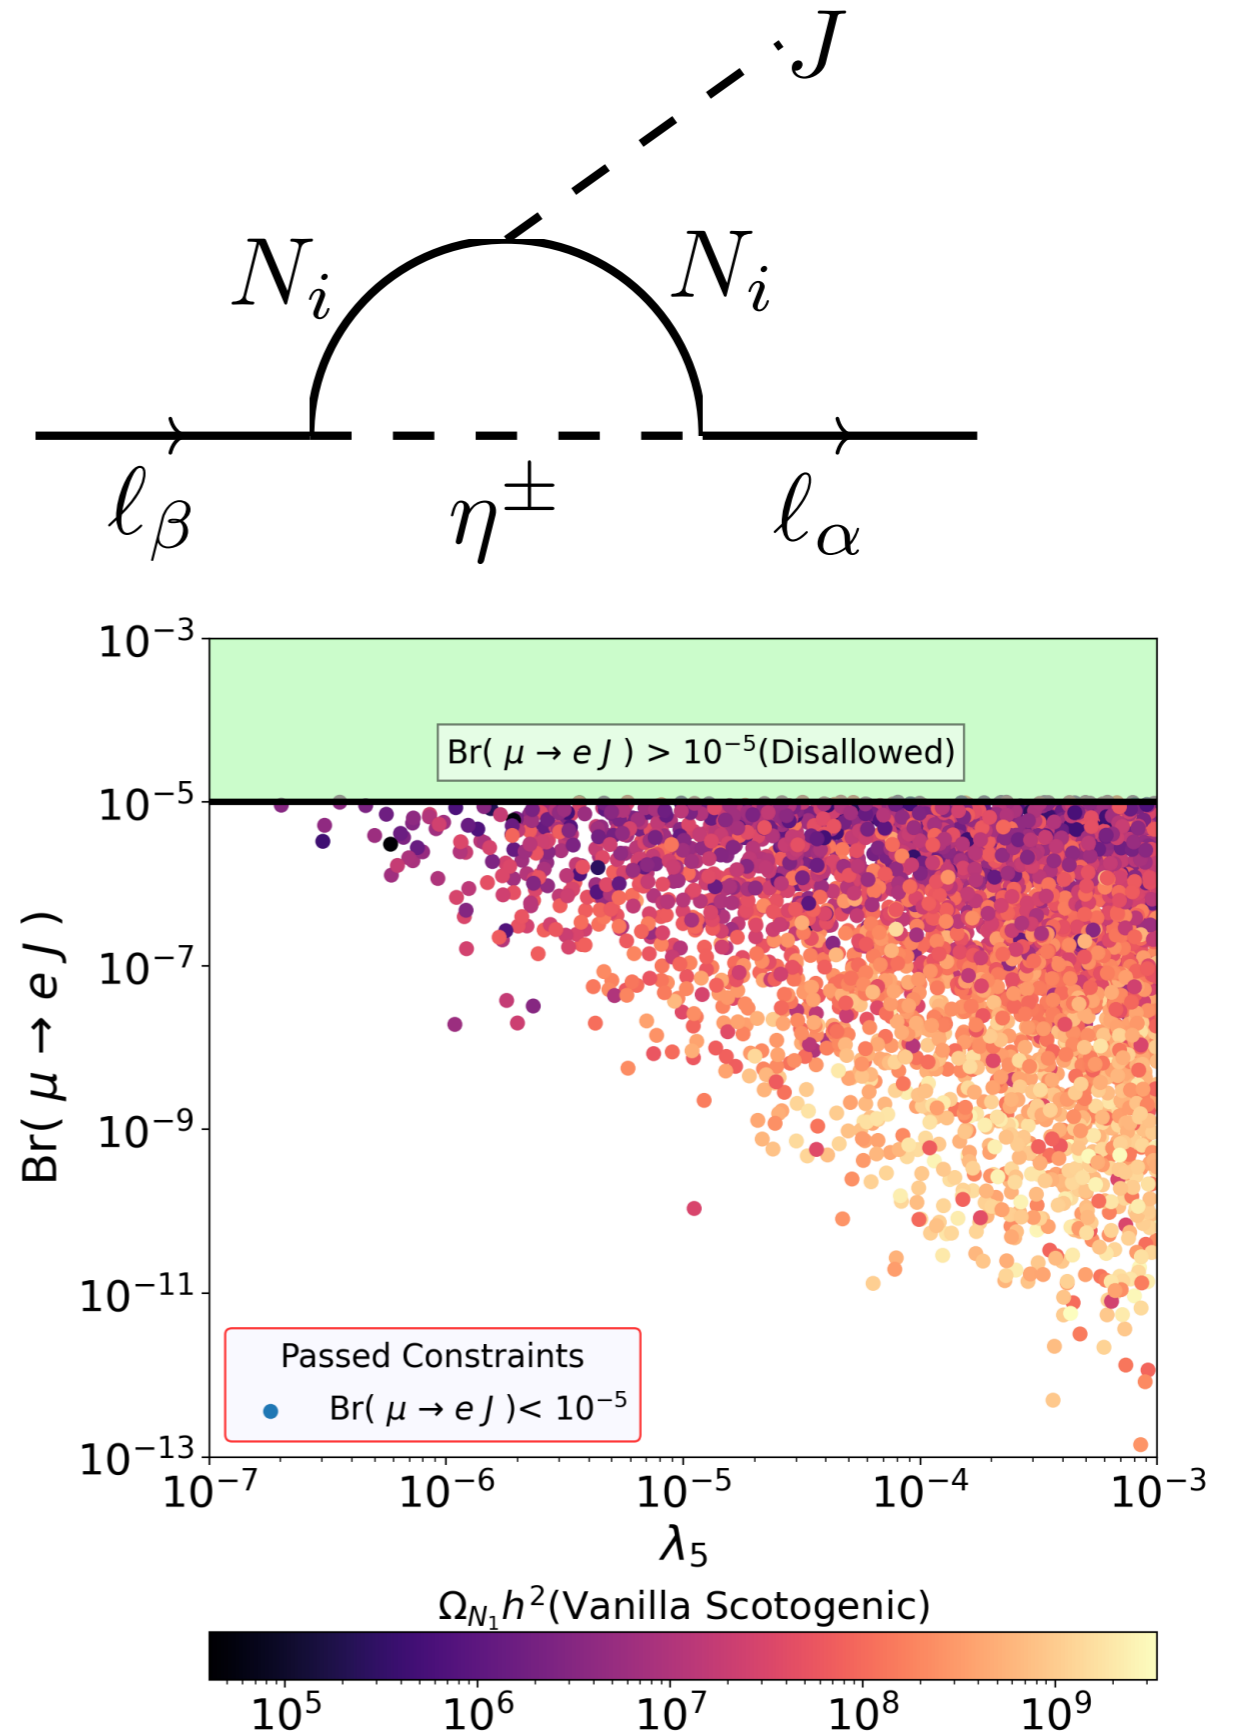 J
N_i
N_i
ℓ_β
η^±
ℓ_α
10^−3
Br( μ → e J ) > 10^−5(Disallowed)
10^−5
10^−7
Br( μ → e J )
10^−9
10^−11
Passed Constraints
Br( μ → e J )< 10^−5
10^−13
10^−7 10^−6 10^−5 10^−4 10^−3
λ_5
Ω_{N_1}h^2(Vanilla Scotogenic)
10^5 10^6 10^7 10^8 10^9